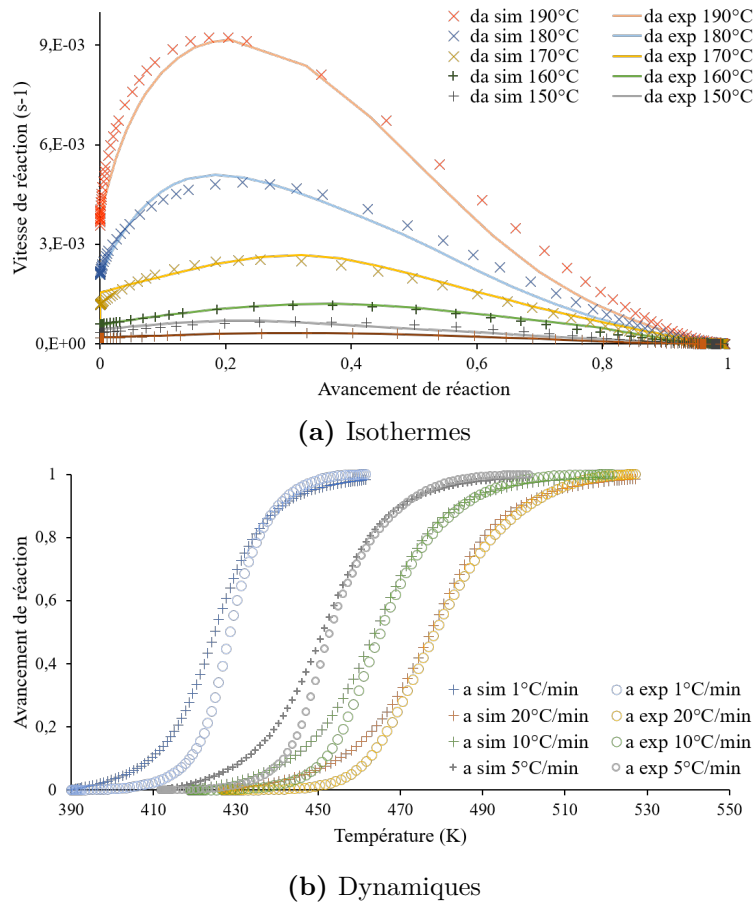 9,E-03
6,E-03
3,E-03
0,E+00
Vitesse de réaction (s-1)
da sim 190°C da exp 190°C
da sim 180°C da exp 180°C
da sim 170°C da exp 170°C
da sim 160°C da exp 160°C
da sim 150°C da exp 150°C
0 0,2 0,4 0,6 0,8 1
Avancement de réaction
(a) Isothermes
1
0,8
0,6
0,4
0,2
0
Avancement de réaction
a sim 1°C/min a exp 1°C/min
a sim 20°C/min a exp 20°C/min
a sim 10°C/min a exp 10°C/min
a sim 5°C/min a exp 5°C/min
390 410 430 450 470 490 510 530 550
Température (K)
(b) Dynamiques